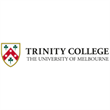 TRINITY COLLEGE
THE UNIVERSITY OF MELBOURNE